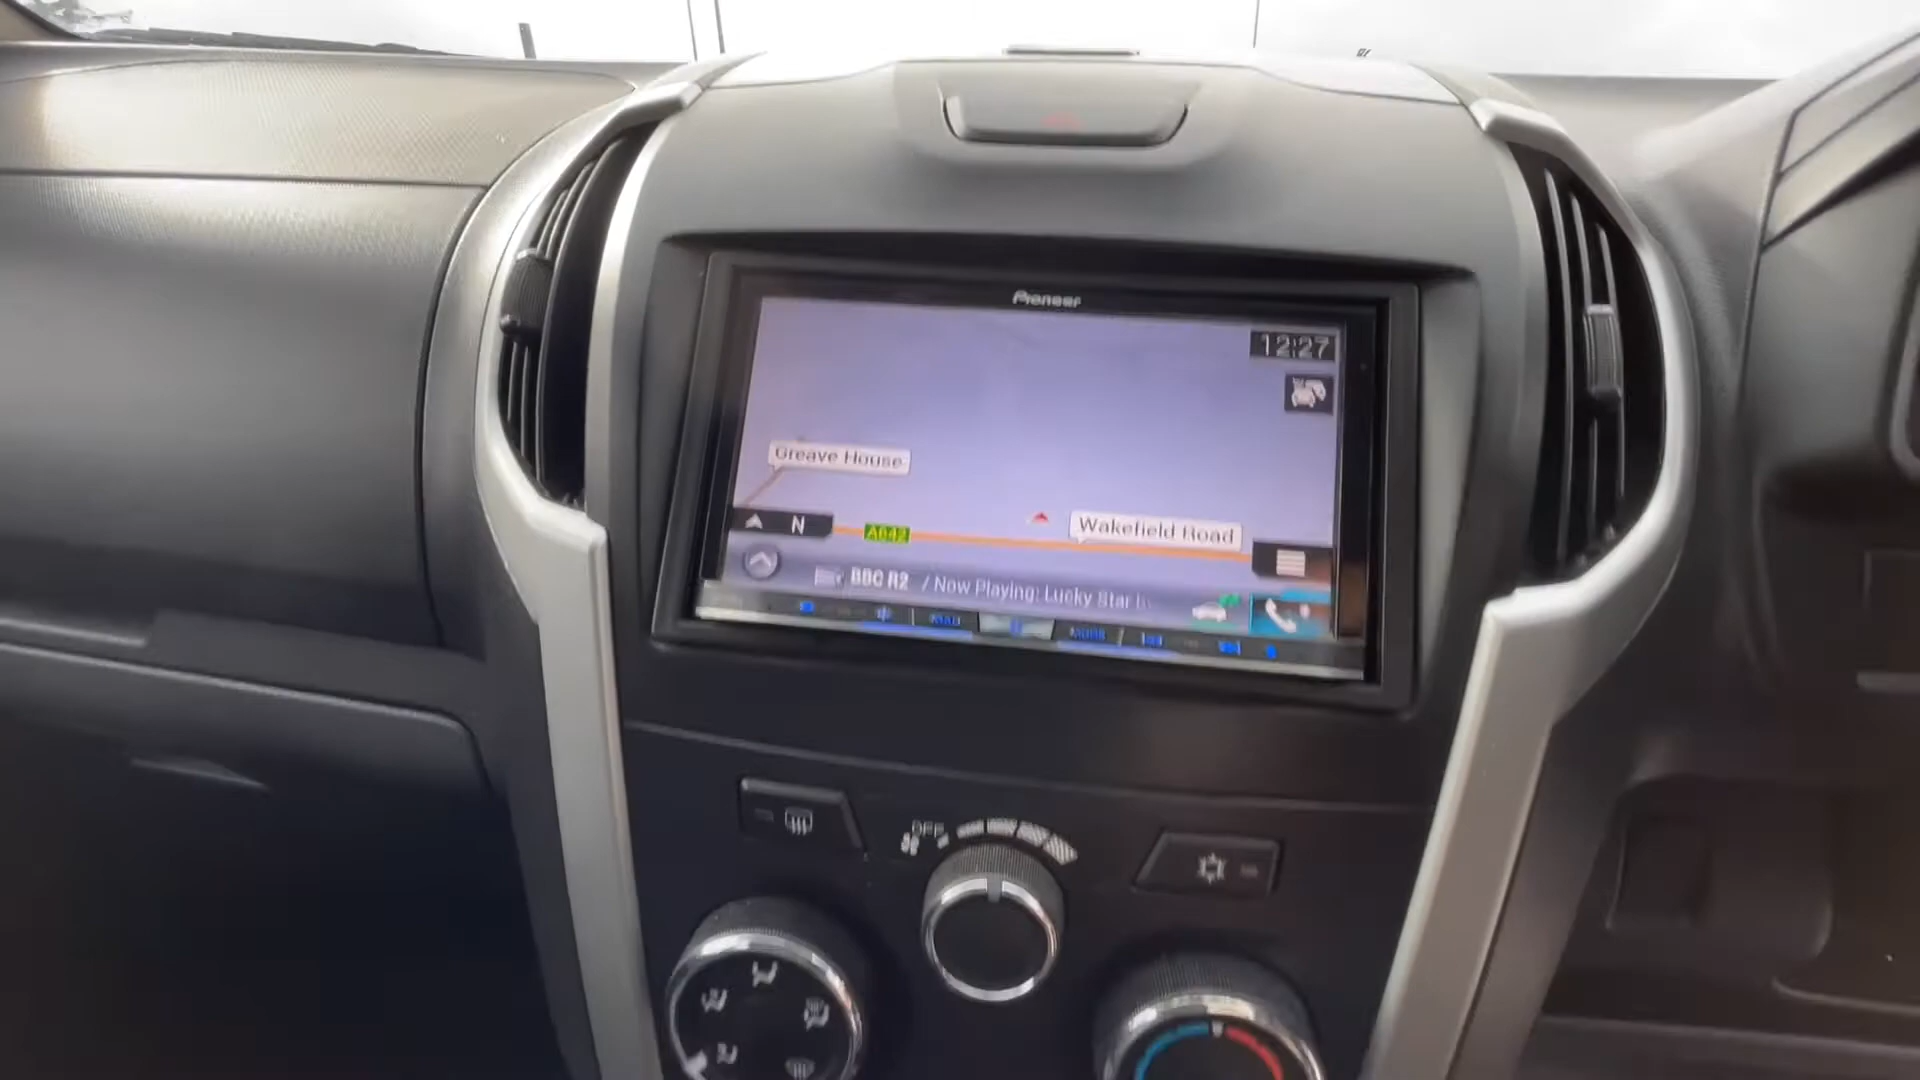 Pioneer
12:27
Greave House
N
A642
Wakefield Road
BBC R2 / Now Playing: Lucky Star
OFF